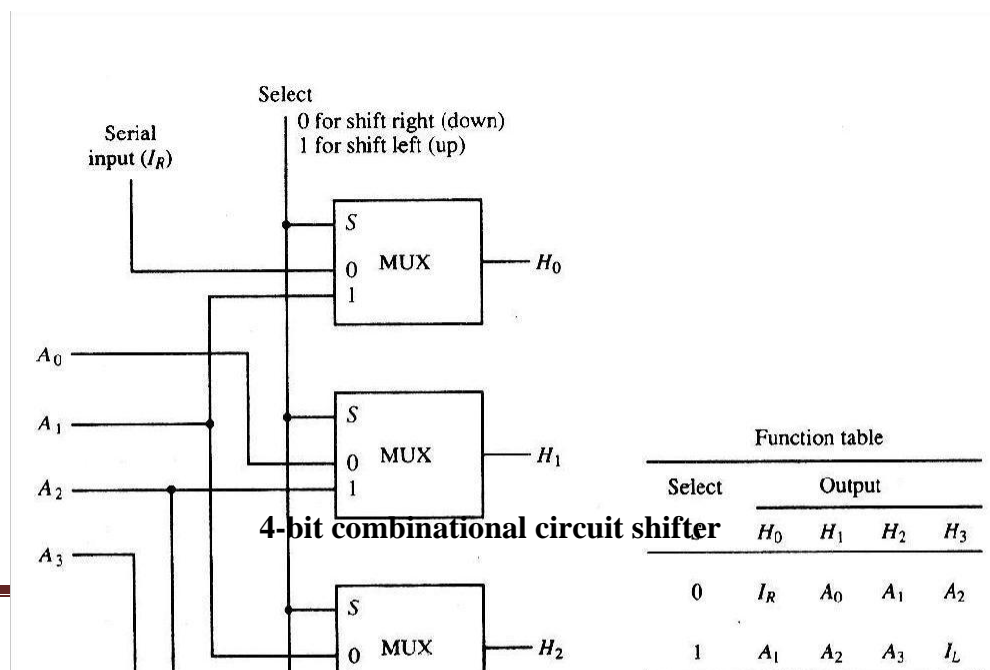 Select
0 for shift right (down)
1 for shift left (up)
Serial
input (I_R)
S
0 MUX
1
H_0
A_0
A_1
A_2
A_3
S
0 MUX
1
H_1
4-bit combinational circuit shifter
S
0 MUX
H_2
Function table
Select Output
H_0 H_1 H_2 H_3
0 I_R A_0 A_1 A_2
1 A_1 A_2 A_3 I_L